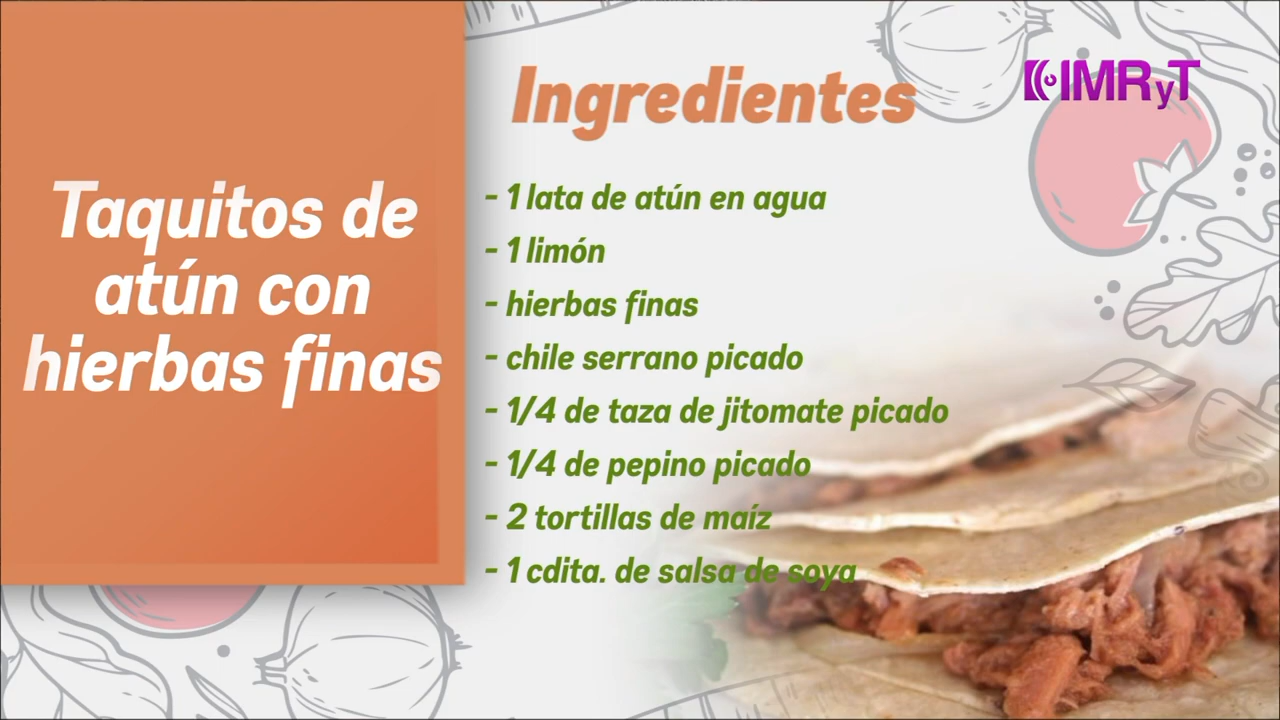 Taquitos de
atún con
hierbas finas
Ingredientes
IMRyT
- 1 lata de atún en agua
- 1 limón
- hierbas finas
- chile serrano picado
- 1/4 de taza de jitomate picado
- 1/4 de pepino picado
- 2 tortillas de maíz
- 1 cdita. de salsa de soya